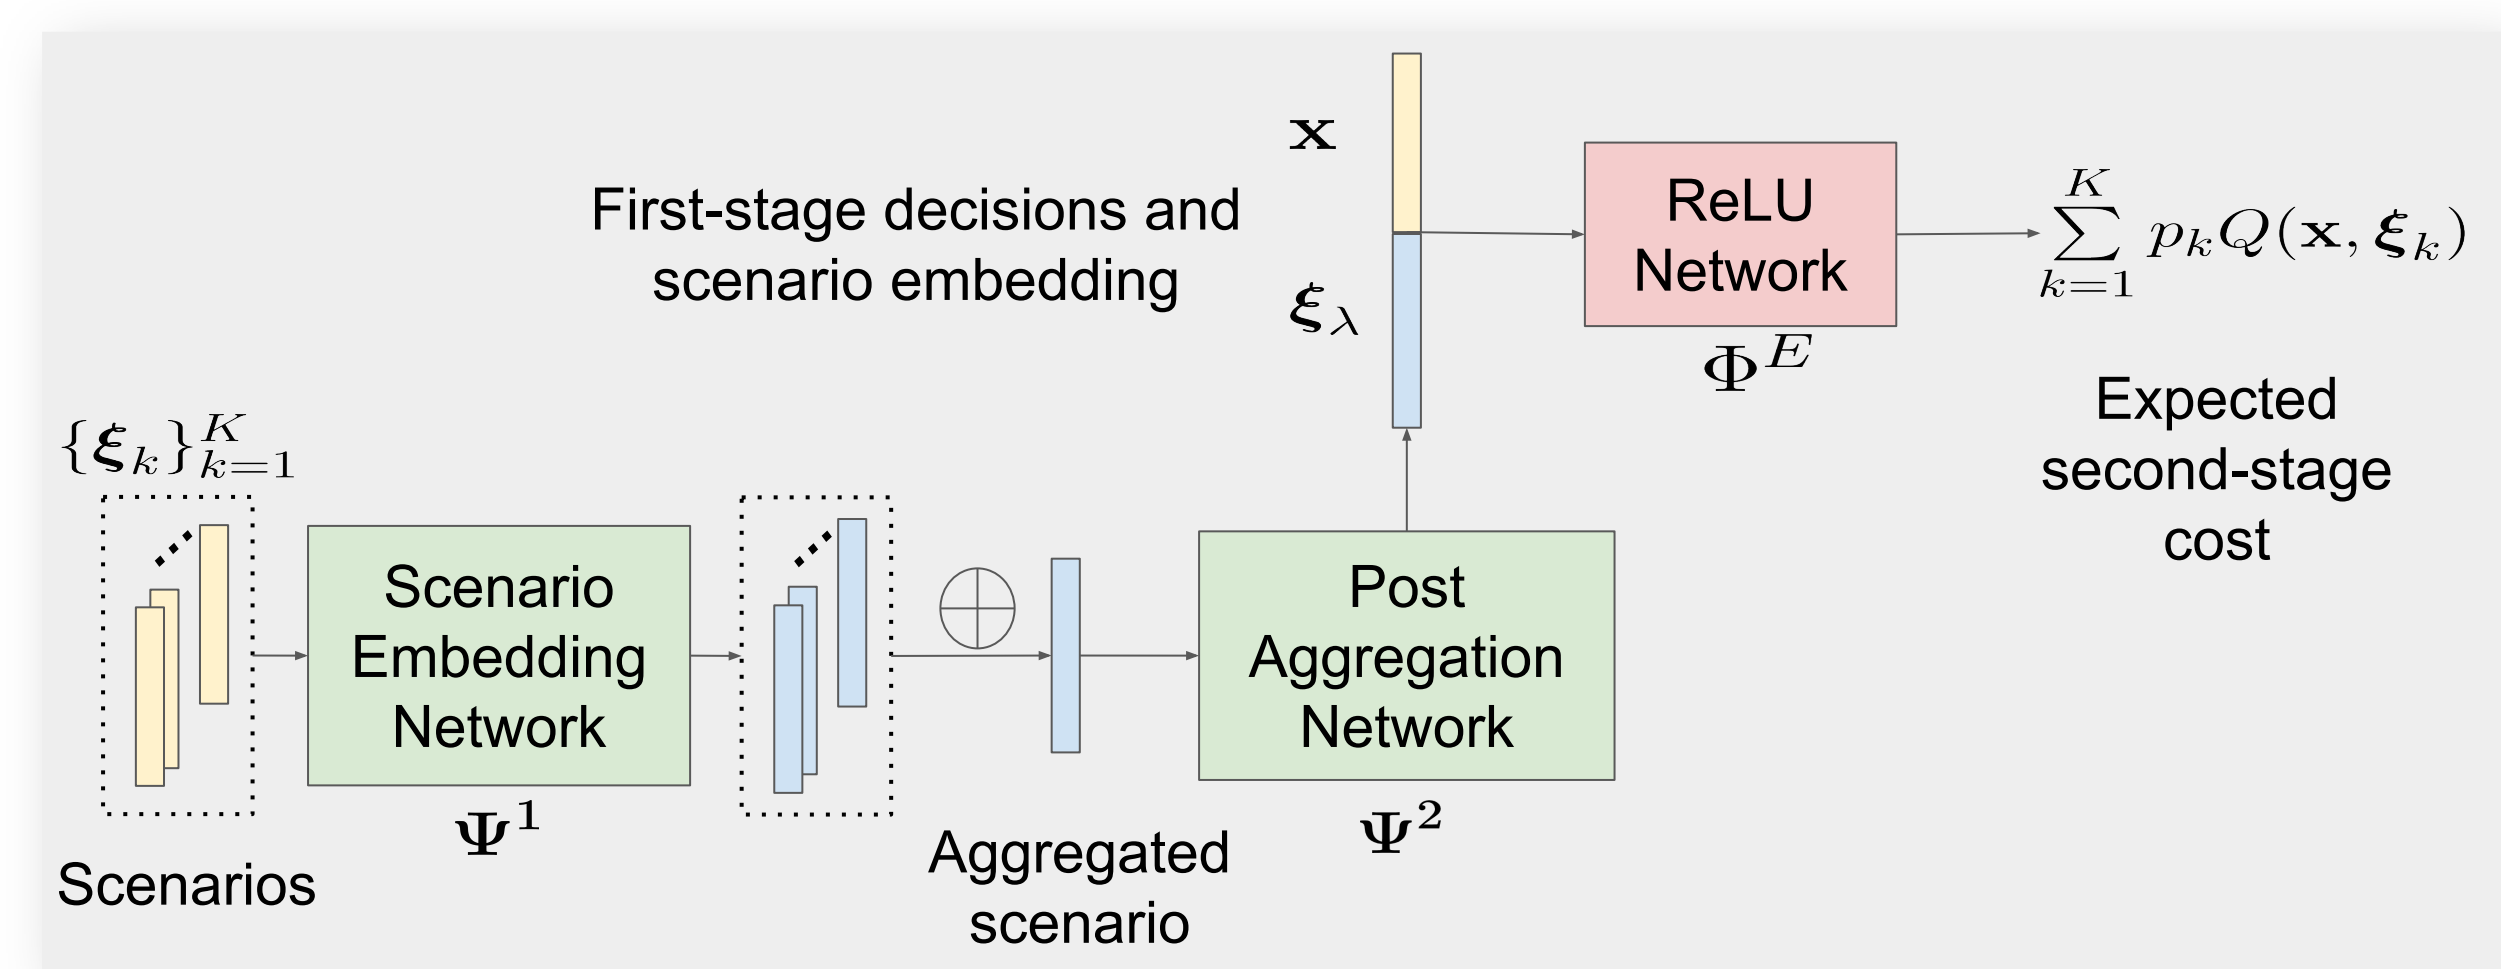 x
First-stage decisions and
scenario embedding
ξ_λ
ReLU
Network
Φ^E
\sum_{k=1}^{K} p_k Q(x, ξ_k)
Expected
second-stage
cost
{ξ_k}_{k=1}^{K}
Scenario
Embedding
Network
Ψ^1
Scenarios
Aggregated
scenario
Post
Aggregation
Network
Ψ^2